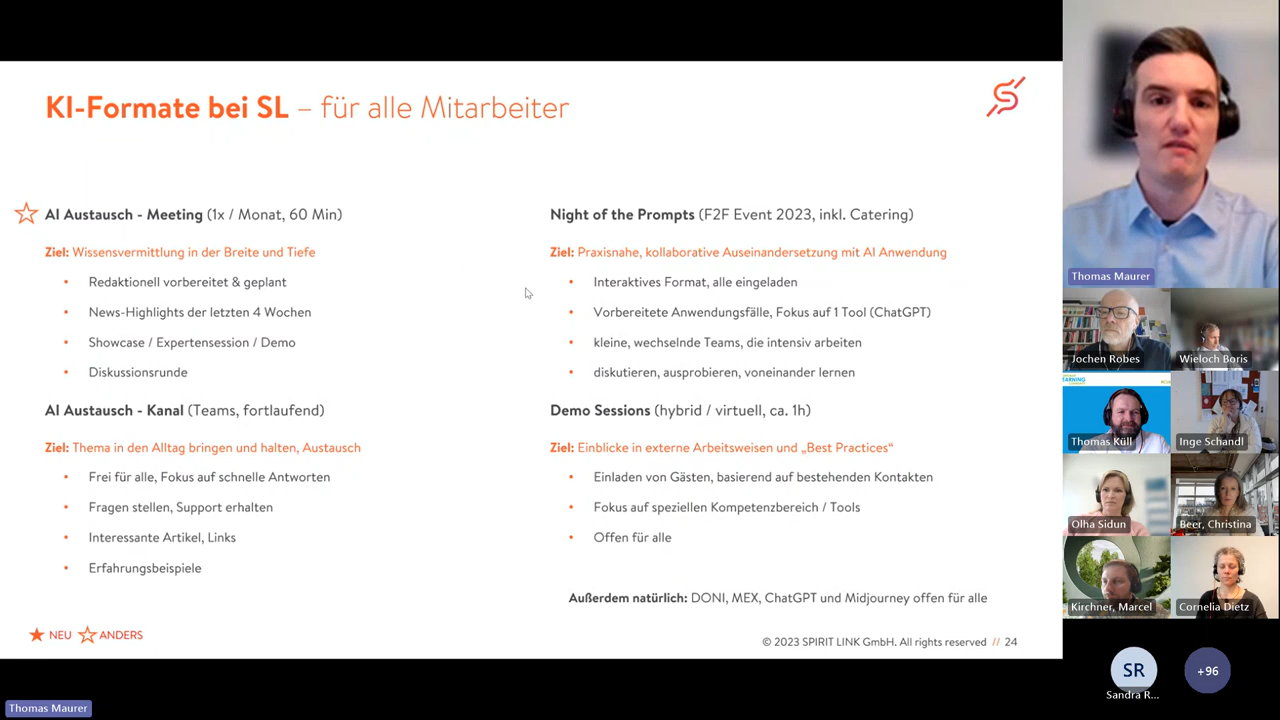 KI-Formate bei SL – für alle Mitarbeiter
AI Austausch - Meeting (1x / Monat, 60 Min)
Ziel: Wissensvermittlung in der Breite und Tiefe
• Redaktionell vorbereitet & geplant
• News-Highlights der letzten 4 Wochen
• Showcase / Expertensession / Demo
• Diskussionsrunde
AI Austausch - Kanal (Teams, fortlaufend)
Ziel: Thema in den Alltag bringen und halten, Austausch
• Frei für alle, Fokus auf schnelle Antworten
• Fragen stellen, Support erhalten
• Interessante Artikel, Links
• Erfahrungsbeispiele
NEU ANDERS
Night of the Prompts (F2F Event 2023, inkl. Catering)
Ziel: Praxisnahe, kollaborative Auseinandersetzung mit AI Anwendung
• Interaktives Format, alle eingeladen
• Vorbereitete Anwendungsfälle, Fokus auf 1 Tool (ChatGPT)
• kleine, wechselnde Teams, die intensiv arbeiten
• diskutieren, ausprobieren, voneinander lernen
Demo Sessions (hybrid / virtuell, ca. 1h)
Ziel: Einblicke in externe Arbeitsweisen und „Best Practices“
• Einladen von Gästen, basierend auf bestehenden Kontakten
• Fokus auf speziellen Kompetenzbereich / Tools
• Offen für alle
Außerdem natürlich: DONI, MEX, ChatGPT und Midjourney offen für alle
© 2023 SPIRIT LINK GmbH. All rights reserved // 24
Thomas Maurer
Jochen Robes
Wieloch Boris
Thomas Küll
Inge Schandl
Olha Sidun
Beer, Christina
Kirchner, Marcel
Cornelia Dietz
SR
+96
Sandra R...
Thomas Maurer